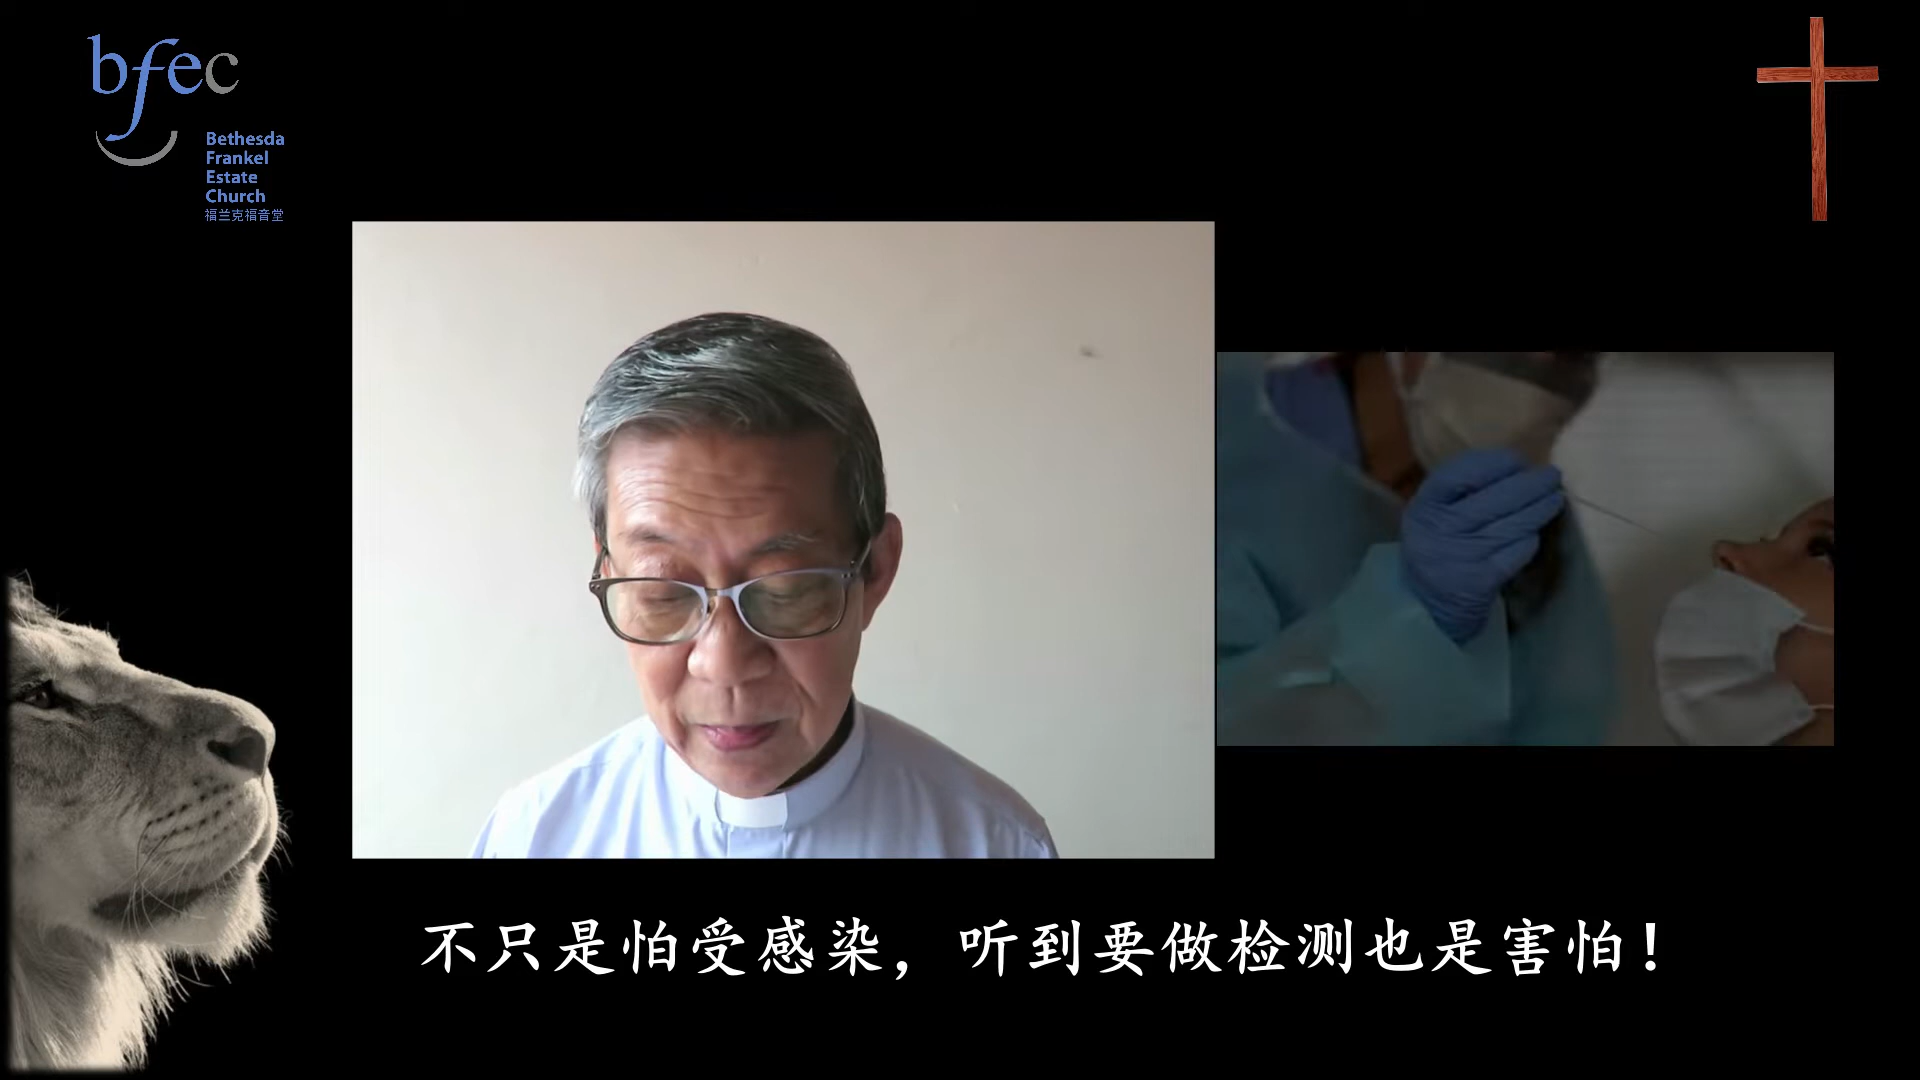 bfec
Bethesda
Frankel
Estate
Church
福兰克福音堂
不只是怕受感染，听到要做检测也是害怕！